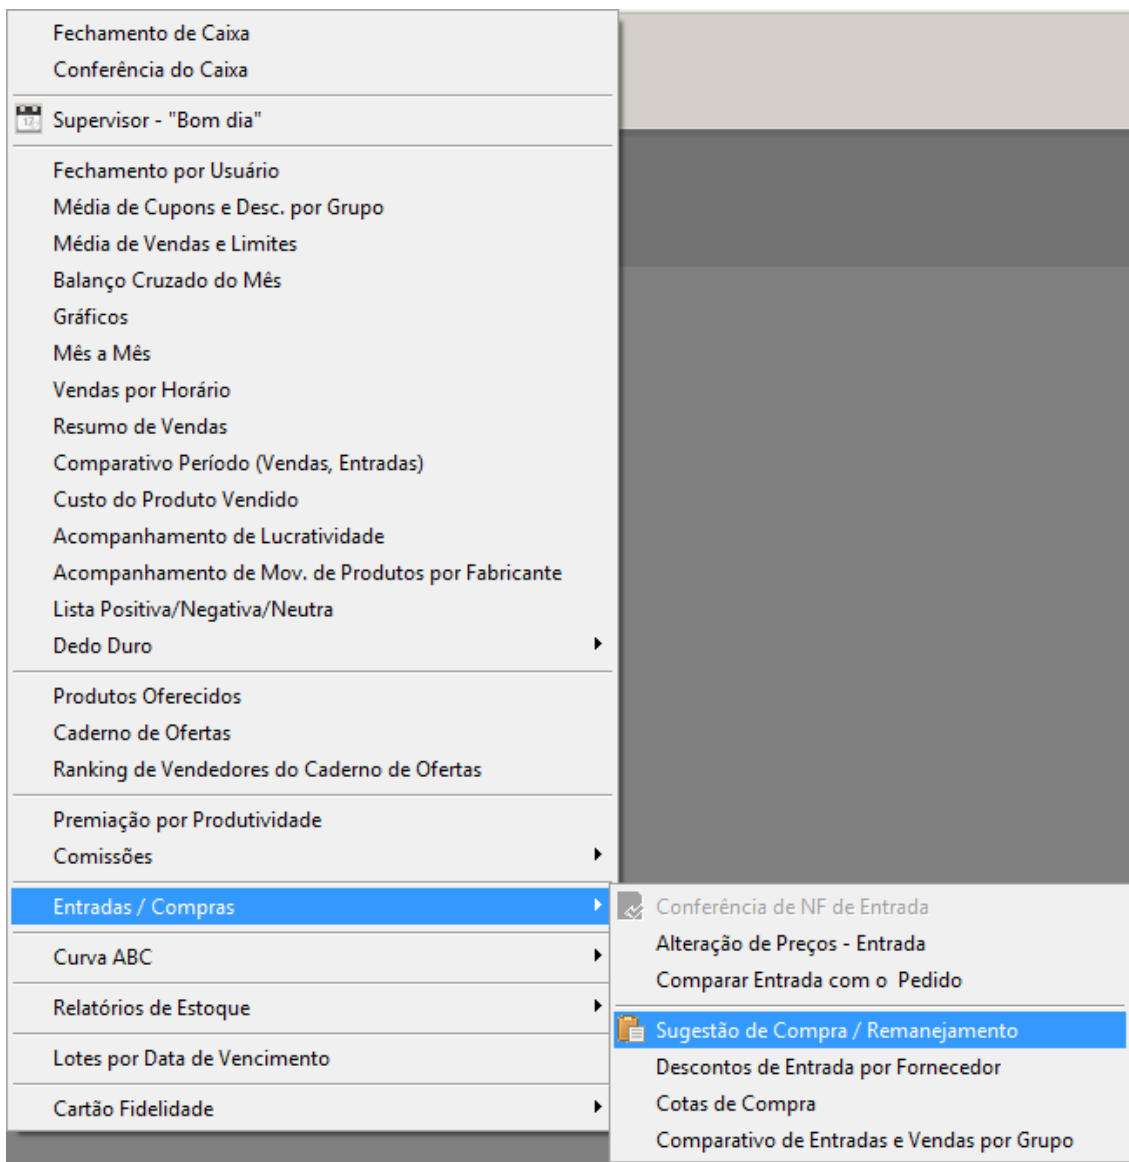 Fechamento de Caixa
Conferência do Caixa
Supervisor - "Bom dia"
Fechamento por Usuário
Média de Cupons e Desc. por Grupo
Média de Vendas e Limites
Balanço Cruzado do Mês
Gráficos
Mês a Mês
Vendas por Horário
Resumo de Vendas
Comparativo Período (Vendas, Entradas)
Custo do Produto Vendido
Acompanhamento de Lucratividade
Acompanhamento de Mov. de Produtos por Fabricante
Lista Positiva/Negativa/Neutra
Dedo Duro
Produtos Oferecidos
Caderno de Ofertas
Ranking de Vendedores do Caderno de Ofertas
Premiação por Produtividade
Comissões
Entradas / Compras
Curva ABC
Relatórios de Estoque
Lotes por Data de Vencimento
Cartão Fidelidade
Conferência de NF de Entrada
Alteração de Preços - Entrada
Comparar Entrada com o  Pedido
Sugestão de Compra / Remanejamento
Descontos de Entrada por Fornecedor
Cotas de Compra
Comparativo de Entradas e Vendas por Grupo